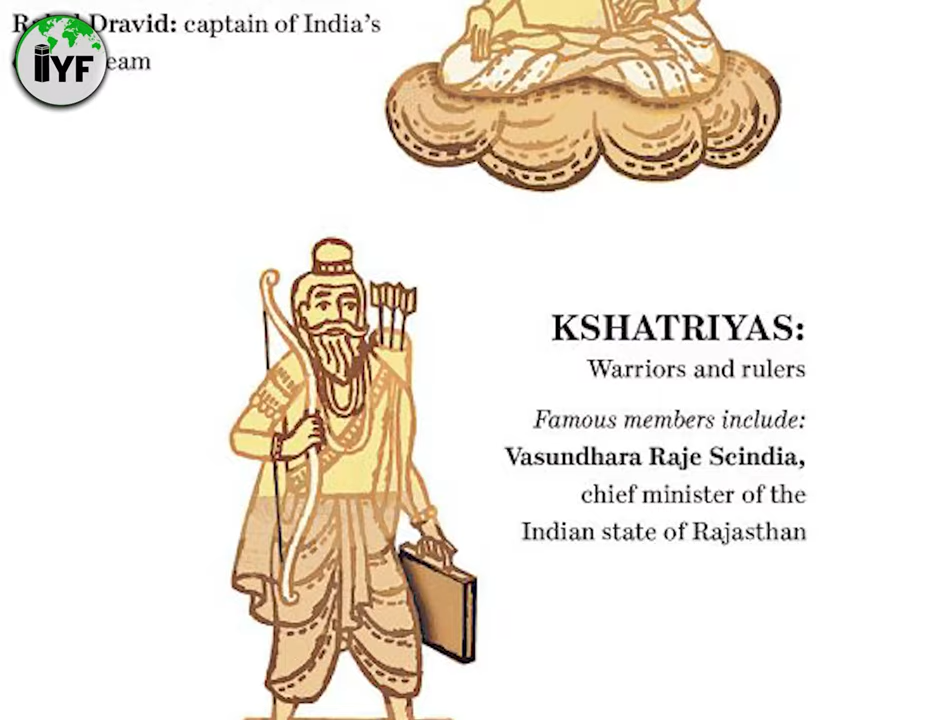 Dravid: captain of India's
IYF
KSHATRIYAS:
Warriors and rulers
Famous members include:
Vasundhara Raje Scindia,
chief minister of the
Indian state of Rajasthan